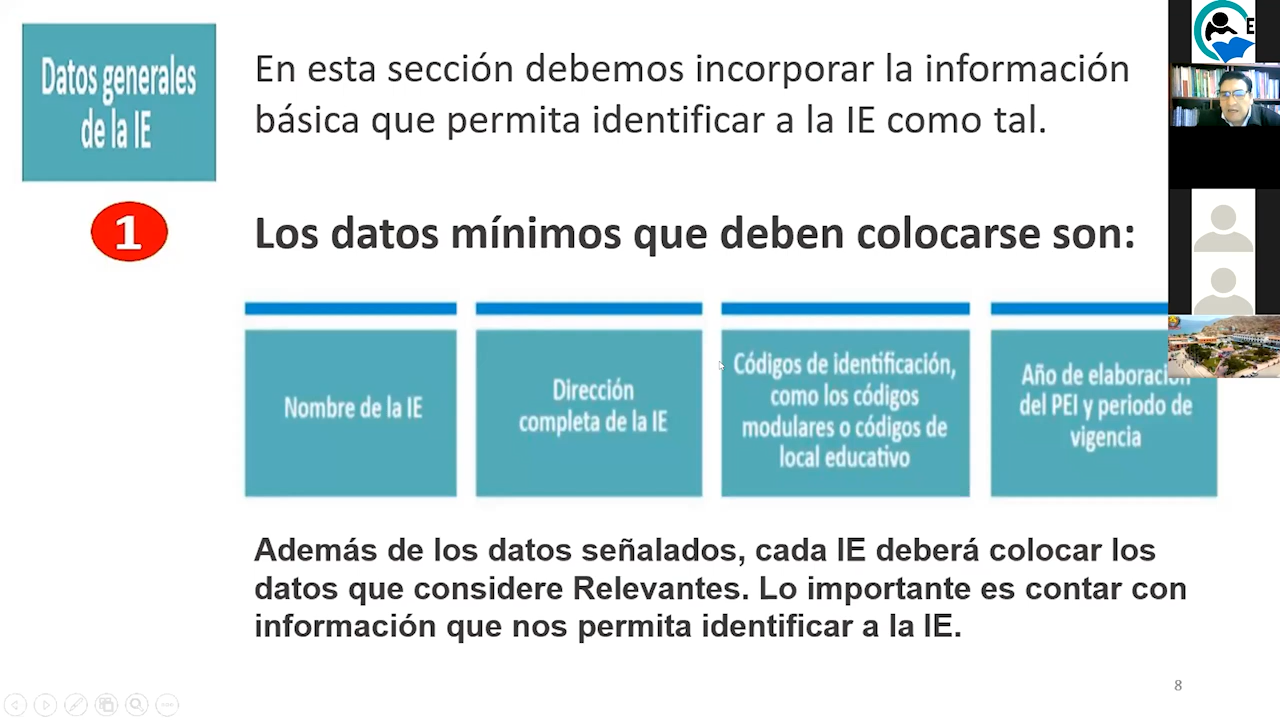 Datos generales
de la IE
En esta sección debemos incorporar la información
básica que permita identificar a la IE como tal.
1
Los datos mínimos que deben colocarse son:
Nombre de la IE
Dirección
completa de la IE
Códigos de identificación,
como los códigos
modulares o códigos de
local educativo
Año de elaboración
del PEI y periodo de
vigencia
Además de los datos señalados, cada IE deberá colocar los
datos que considere Relevantes. Lo importante es contar con
información que nos permita identificar a la IE.
8
E